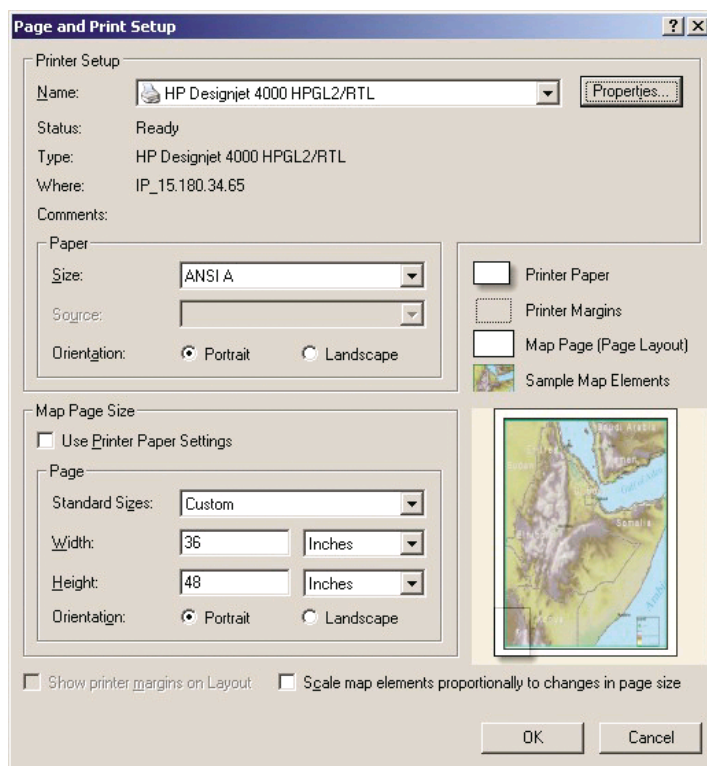 Page and Print Setup
Printer Setup
Name:
HP Designjet 4000 HPGL2/RTL
Properties...
Status:
Ready
Type:
HP Designjet 4000 HPGL2/RTL
Where:
IP_15.180.34.65
Comments:
Paper
Size:
ANSI A
Source:
Orientation:
Portrait
Landscape
Printer Paper
Printer Margins
Map Page (Page Layout)
Sample Map Elements
Map Page Size
Use Printer Paper Settings
Page
Standard Sizes:
Custom
Width:
36
Inches
Height:
48
Inches
Orientation:
Portrait
Landscape
Saudi Arabia
Yemen
Somalia
Show printer margins on Layout
Scale map elements proportionally to changes in page size
OK
Cancel